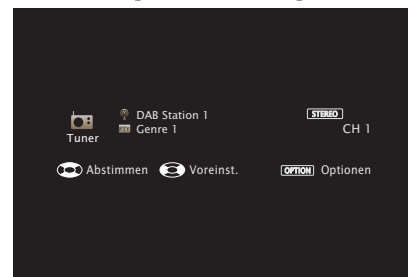 DAB Station 1
STEREO
Genre 1
CH 1
Tuner
Abstimmen
Voreinst.
OPTION Optionen